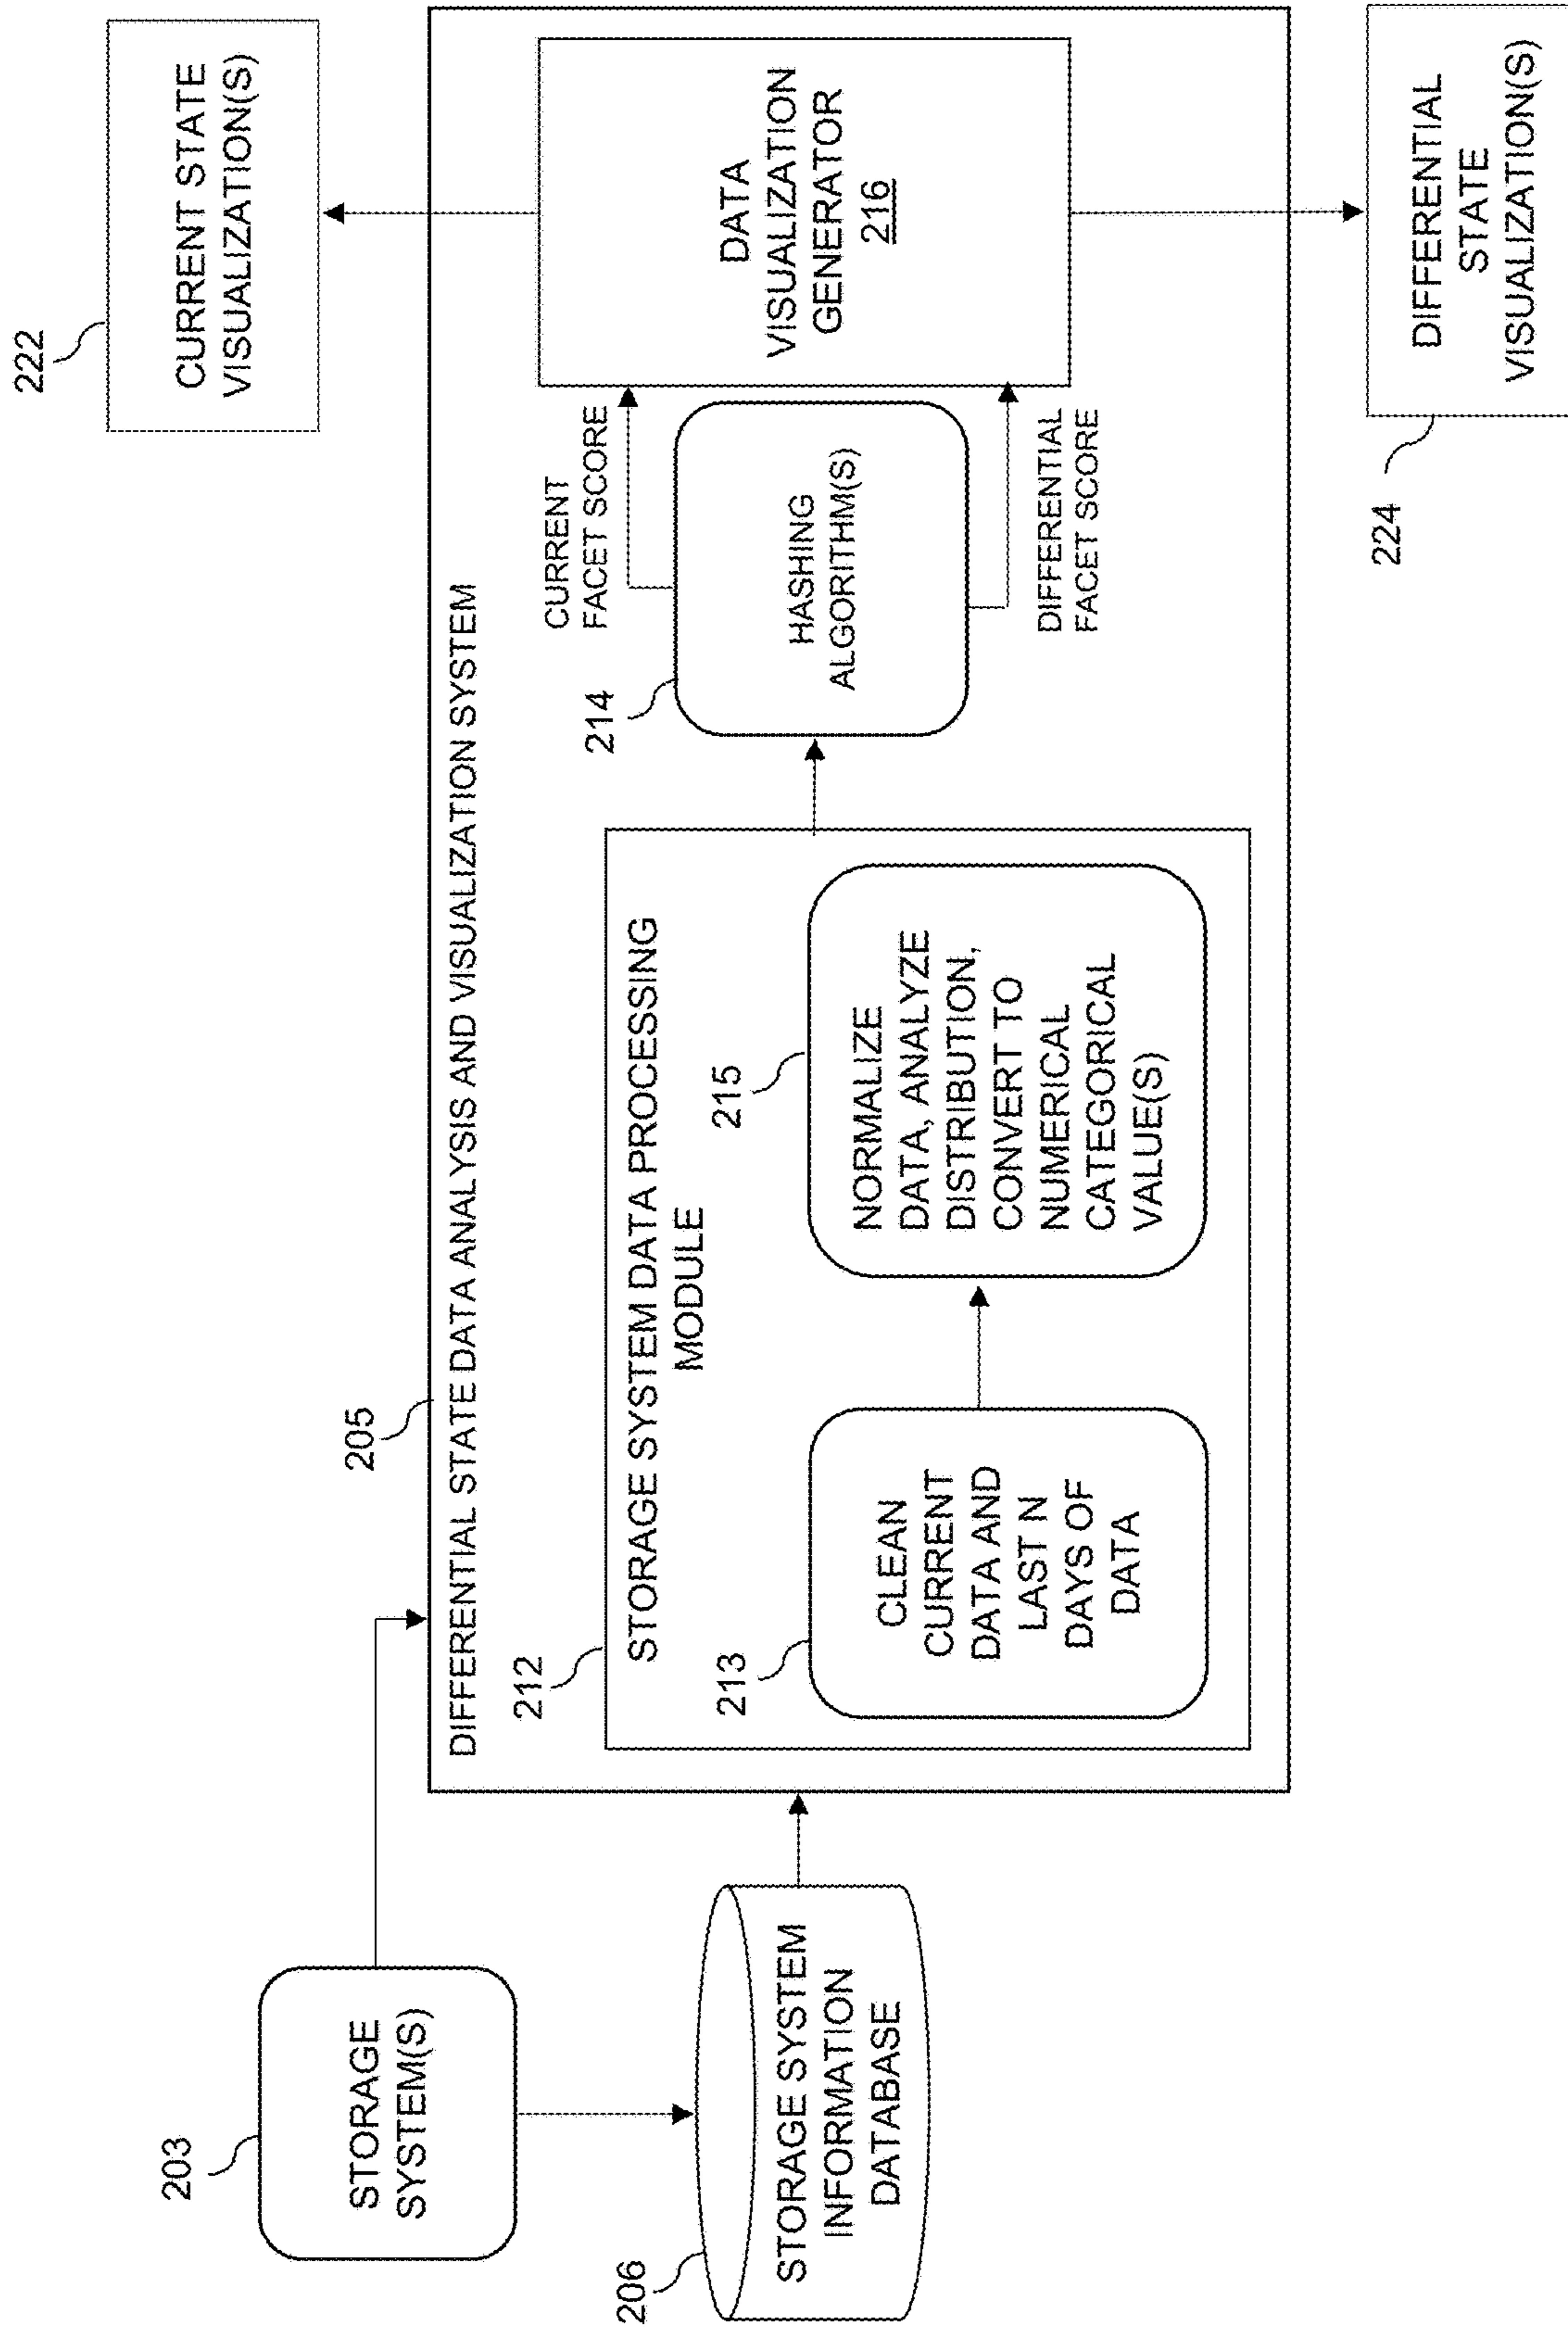 203
STORAGE
SYSTEM(S)
206
STORAGE SYSTEM
INFORMATION
DATABASE
205
DIFFERENTIAL STATE DATA ANALYSIS AND VISUALIZATION SYSTEM
212
STORAGE SYSTEM DATA PROCESSING
MODULE
213
CLEAN
CURRENT
DATA AND
LAST N
DAYS OF
DATA
215
NORMALIZE
DATA, ANALYZE
DISTRIBUTION,
CONVERT TO
NUMERICAL
CATEGORICAL
VALUE(S)
214
HASHING
ALGORITHM(S)
CURRENT
FACET SCORE
DIFFERENTIAL
FACET SCORE
DATA
VISUALIZATION
GENERATOR
216
222
CURRENT STATE
VISUALIZATION(S)
224
DIFFERENTIAL
STATE
VISUALIZATION(S)